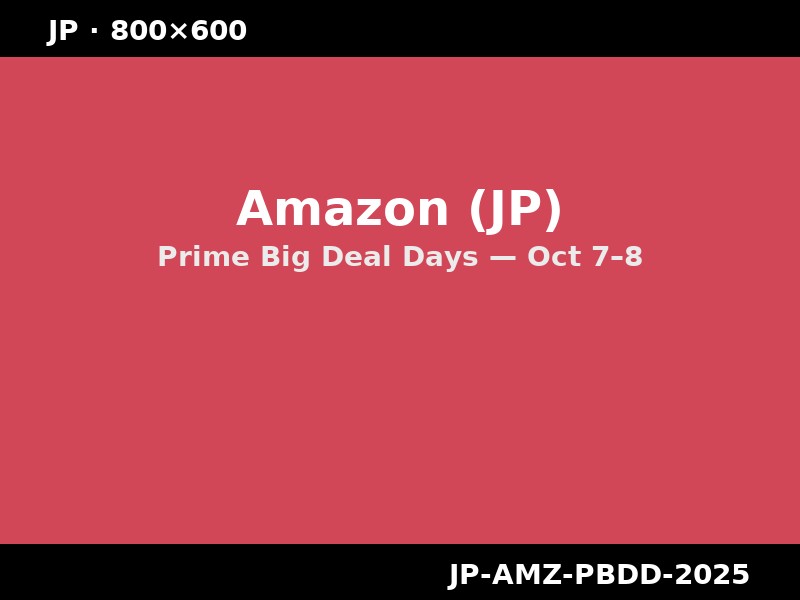 JP · 800×600
Amazon (JP)
Prime Big Deal Days — Oct 7–8
JP-AMZ-PBDD-2025